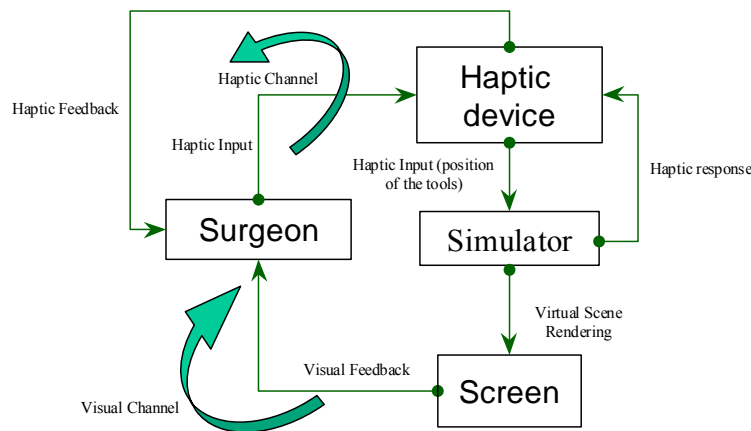 Haptic Channel
Haptic
device
Haptic Feedback
Haptic Input
Haptic Input (position
of the tools)
Haptic response
Surgeon
Simulator
Virtual Scene
Rendering
Visual Feedback
Screen
Visual Channel